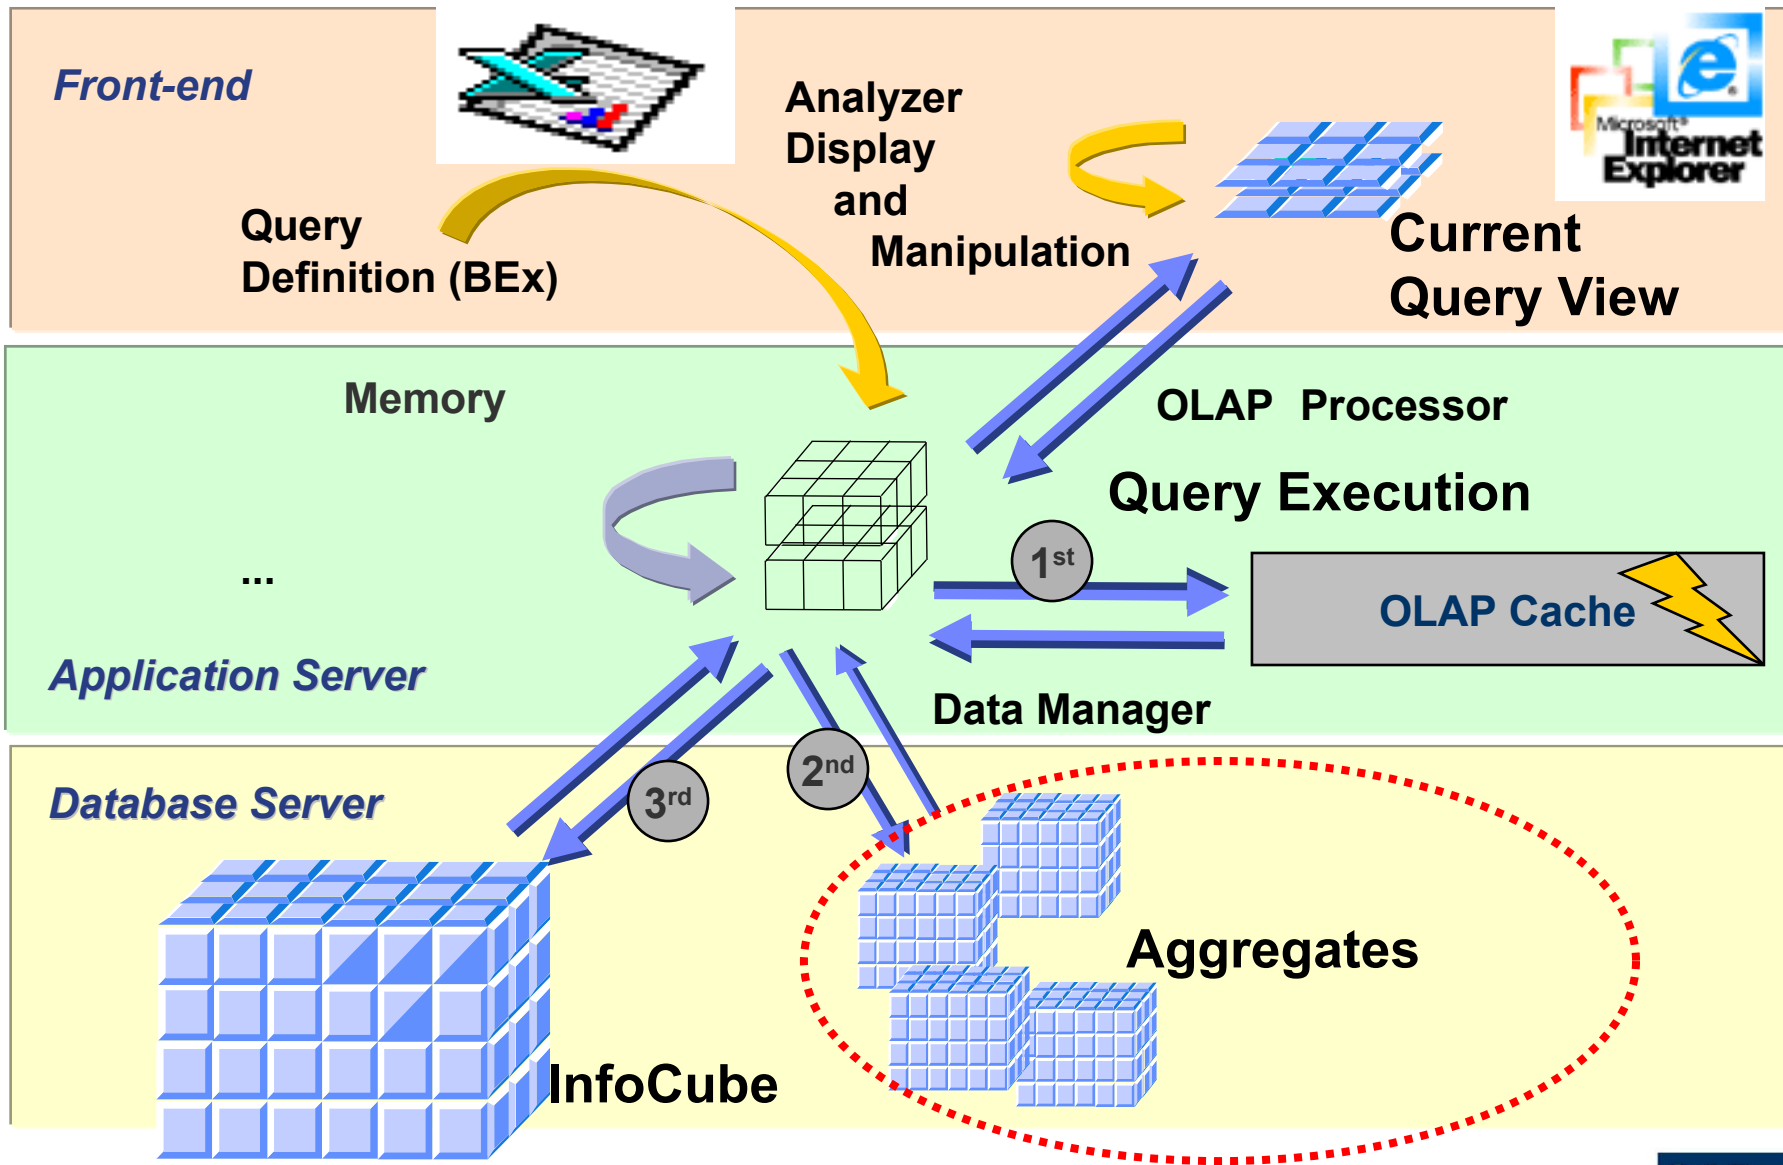 Front-end
Analyzer
Display
and
Manipulation
Microsoft®
Internet
Explorer
Query
Definition (BEx)
Current
Query View
Memory
OLAP Processor
Query Execution
1st
...
OLAP Cache
Application Server
Data Manager
2nd
3rd
Database Server
Aggregates
InfoCube